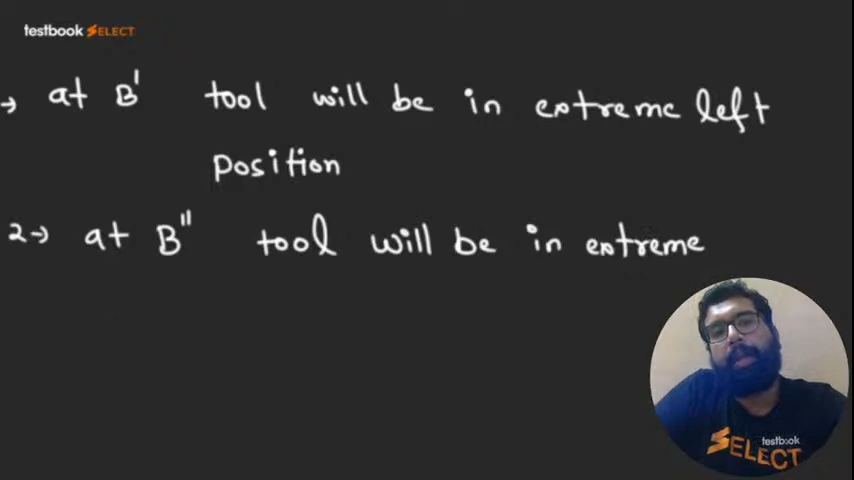 testbook SELECT
→ at B' tool will be in extreme left
position
2→ at B" tool will be in extreme
testbook
SELECT